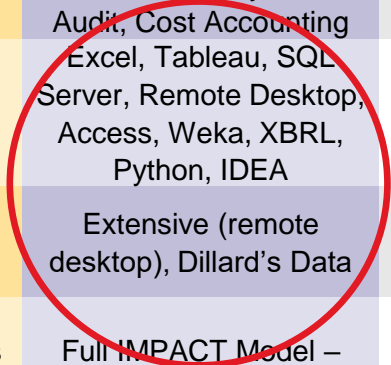 Audit, Cost Accounting
Excel, Tableau, SQL
Server, Remote Desktop,
Access, Weka, XBRL,
Python, IDEA
Extensive (remote
desktop), Dillard's Data
Full IMPACT Model –